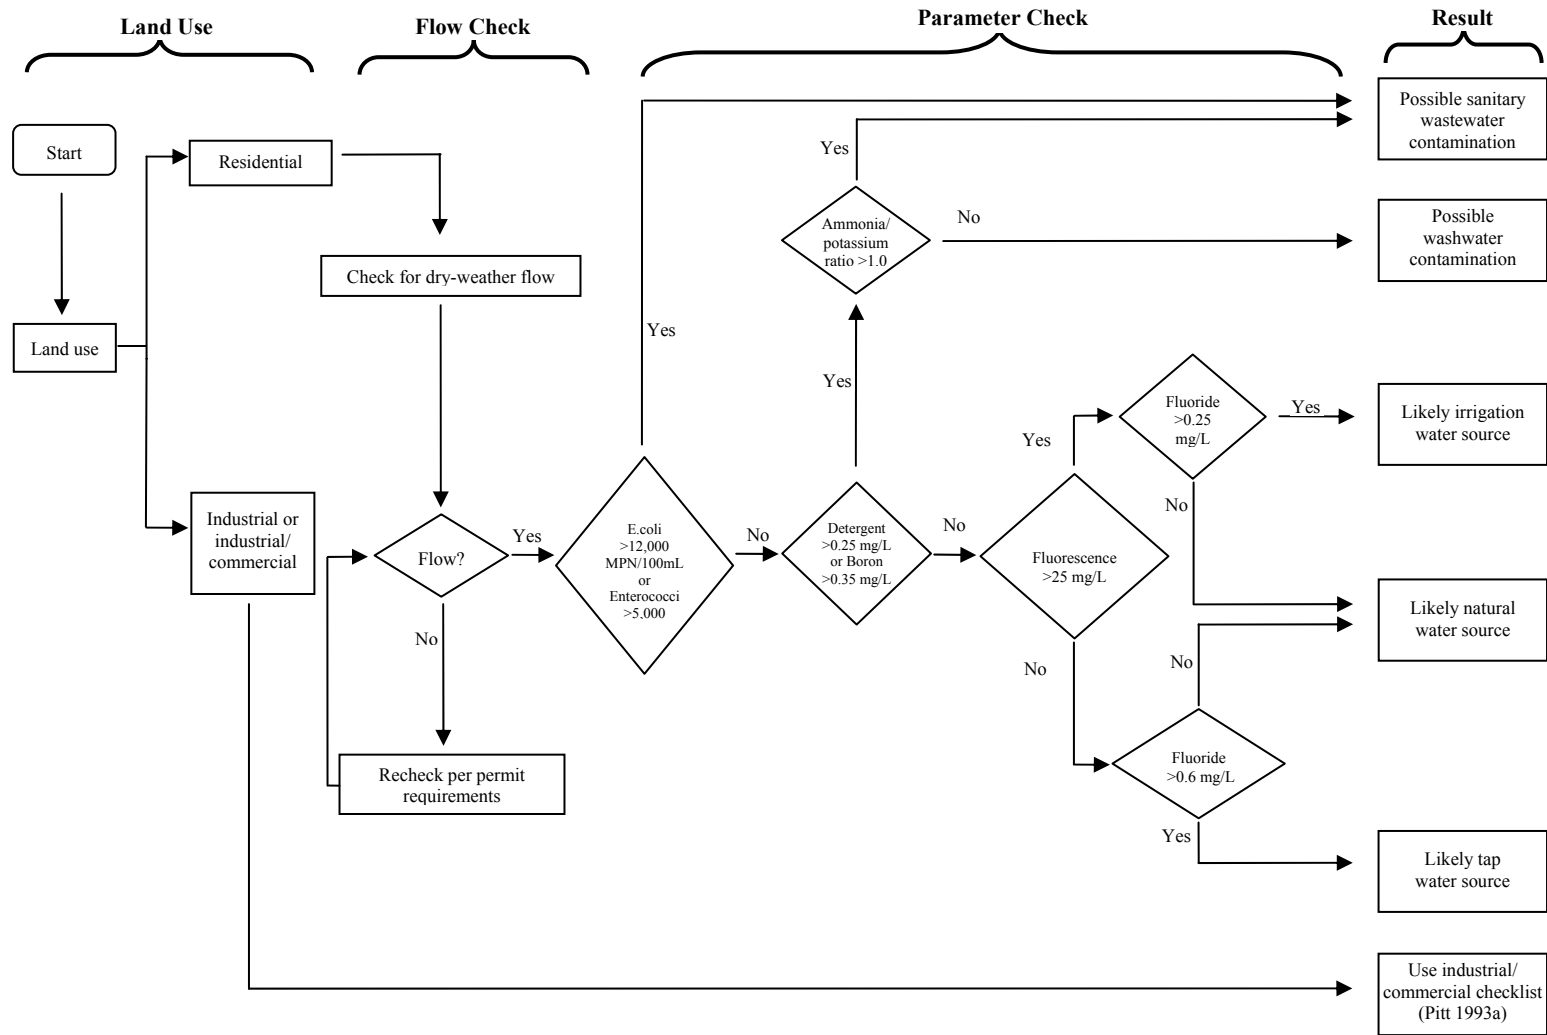 Land Use
Flow Check
Parameter Check
Result
Start
Land use
Residential
Industrial or
industrial/
commercial
Check for dry-weather flow
Flow?
Yes
No
Recheck per permit
requirements
E.coli
>12,000
MPN/100mL
or
Enterococci
>5,000
Yes
No
Detergent
>0.25 mg/L
or Boron
>0.35 mg/L
Yes
No
Ammonia/
potassium
ratio >1.0
Yes
No
Fluorescence
>25 mg/L
Yes
No
Fluoride
>0.25
mg/L
Yes
No
Fluoride
>0.6 mg/L
No
Yes
Possible sanitary
wastewater
contamination
Possible
washwater
contamination
Likely irrigation
water source
Likely natural
water source
Likely tap
water source
Use industrial/
commercial checklist
(Pitt 1993a)